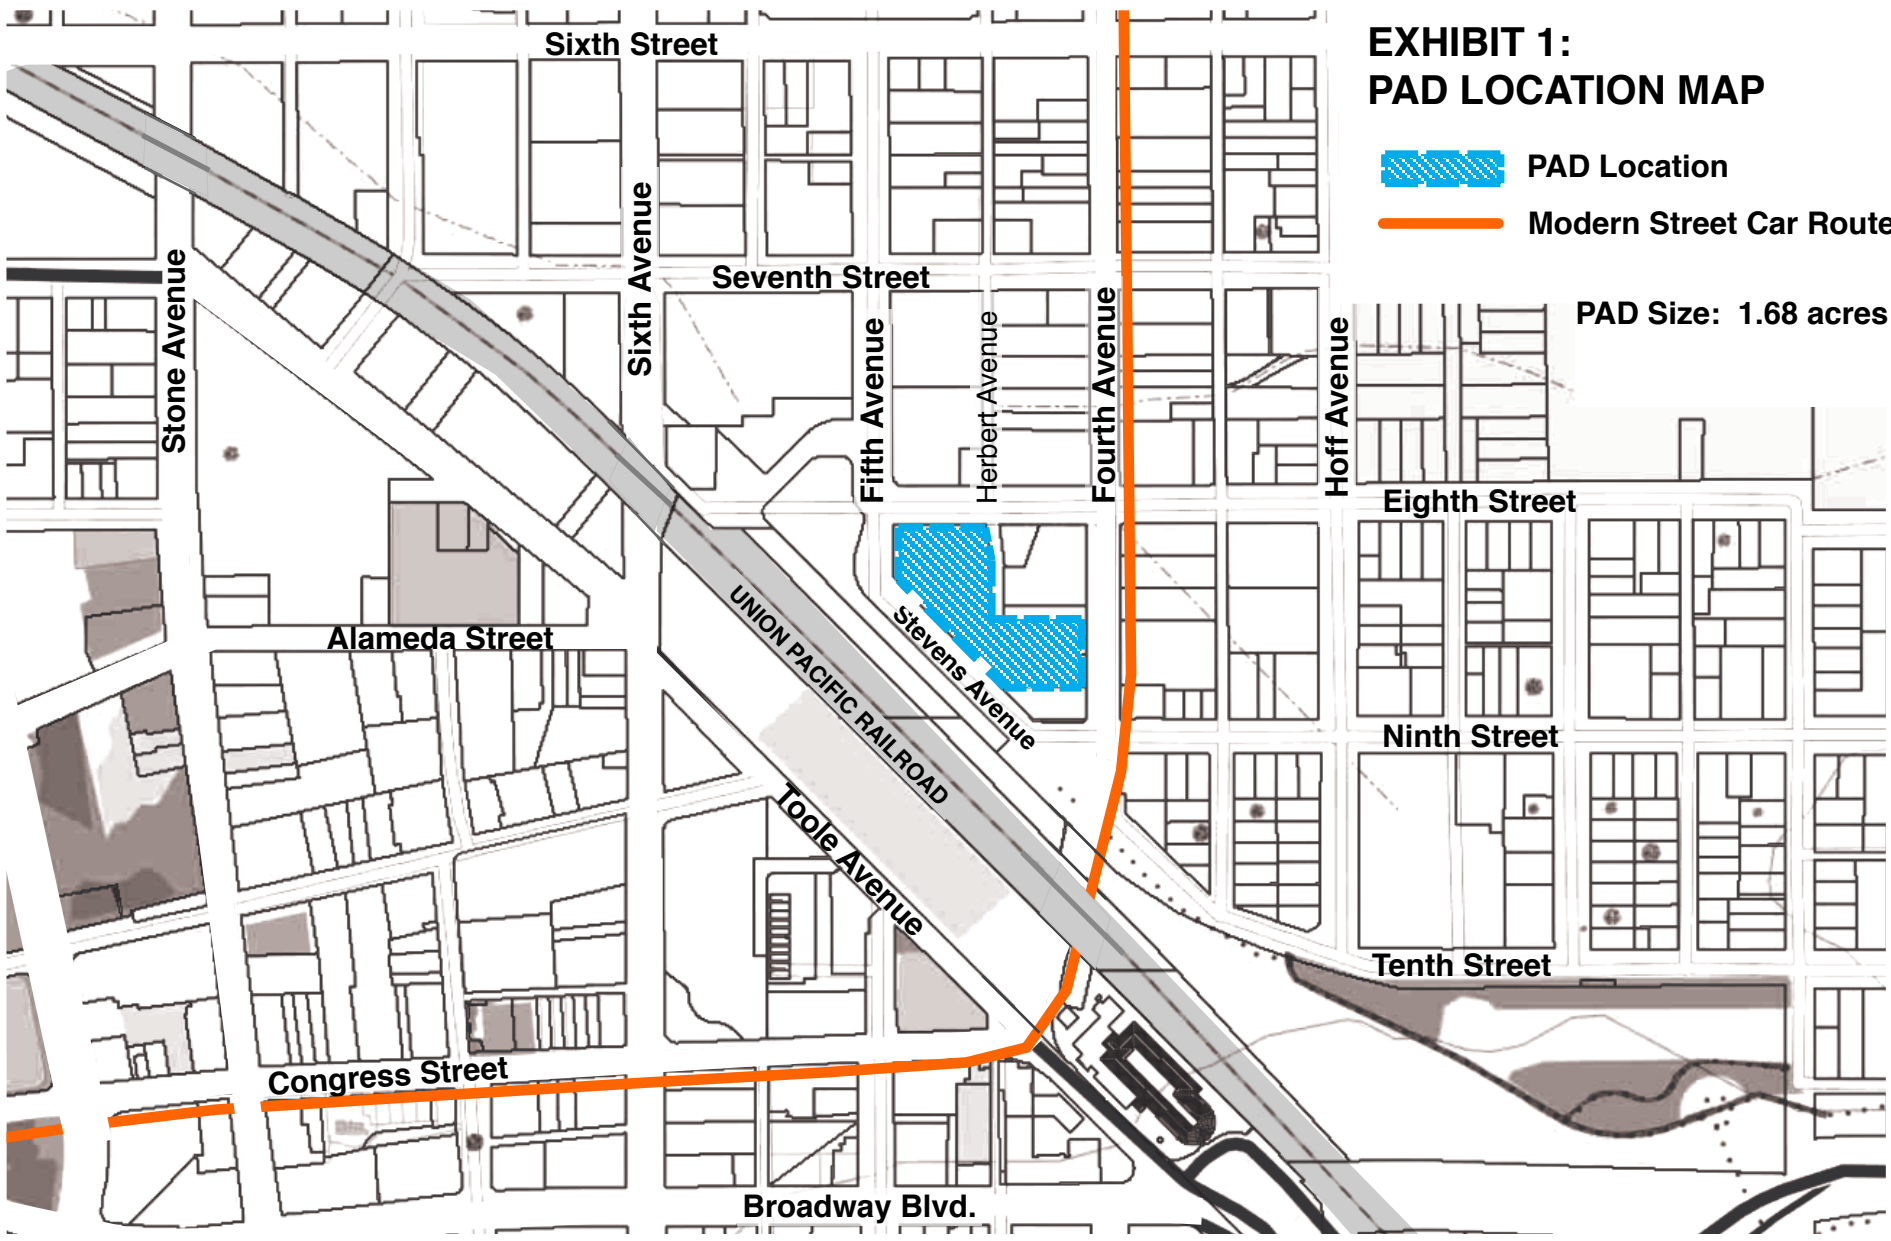 Sixth Street
EXHIBIT 1:
PAD LOCATION MAP
PAD Location
Modern Street Car Route
PAD Size: 1.68 acres
Seventh Street
Stone Avenue
Sixth Avenue
Fifth Avenue
Herbert Avenue
Fourth Avenue
Hoff Avenue
Eighth Street
Alameda Street
UNION PACIFIC RAILROAD
Stevens Avenue
Ninth Street
Toole Avenue
Tenth Street
Congress Street
Broadway Blvd.